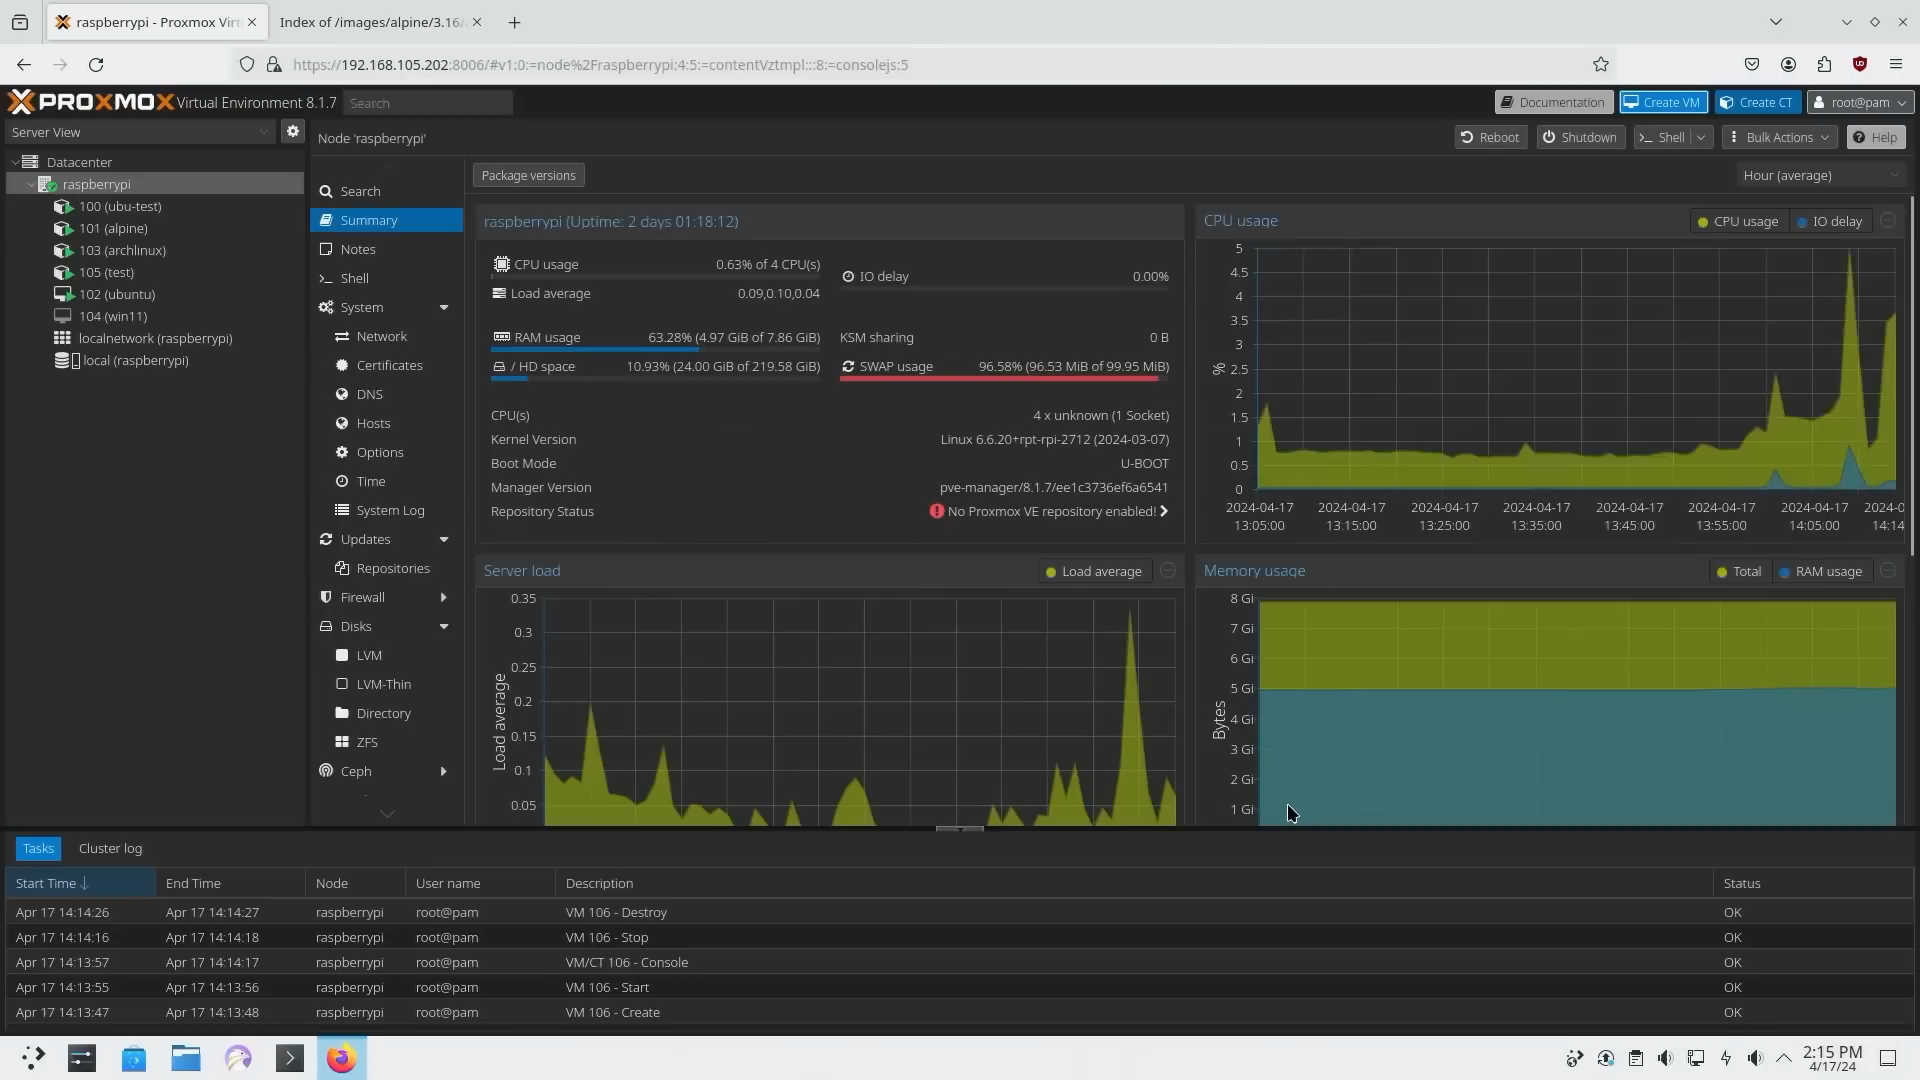 raspberrypi - Proxmox Virt
Index of /images/alpine/3.16/
https://192.168.105.202:8006/#v1:0:=node%2Fraspberrypi:4:5:=contentVztmpl:::8:=consolejs:5
PROXMOX Virtual Environment 8.1.7
Search
Documentation
Create VM
Create CT
root@pam
Server View
Node 'raspberrypi'
Reboot
Shutdown
Shell
Bulk Actions
Help
Datacenter
raspberrypi
100 (ubu-test)
101 (alpine)
103 (archlinux)
105 (test)
102 (ubuntu)
104 (win11)
localnetwork (raspberrypi)
local (raspberrypi)
Search
Summary
Notes
Shell
System
Network
Certificates
DNS
Hosts
Options
Time
System Log
Updates
Repositories
Firewall
Disks
LVM
LVM-Thin
Directory
ZFS
Ceph
Package versions
Hour (average)
raspberrypi (Uptime: 2 days 01:18:12)
CPU usage 0.63% of 4 CPU(s)
IO delay 0.00%
Load average 0.09,0.10,0.04
RAM usage 63.28% (4.97 GiB of 7.86 GiB)
KSM sharing 0 B
/ HD space 10.93% (24.00 GiB of 219.58 GiB)
SWAP usage 96.58% (96.53 MiB of 99.95 MiB)
CPU(s) 4 x unknown (1 Socket)
Kernel Version Linux 6.6.20+rpt-rpi-2712 (2024-03-07)
Boot Mode U-BOOT
Manager Version pve-manager/8.1.7/ee1c3736ef6a6541
Repository Status No Proxmox VE repository enabled!
CPU usage
CPU usage
IO delay
5
4.5
4
3.5
3
2.5
2
1.5
1
0.5
0
%
2024-04-17 2024-04-17 2024-04-17 2024-04-17 2024-04-17 2024-04-17 2024-04-17 2024-0
13:05:00 13:15:00 13:25:00 13:35:00 13:45:00 13:55:00 14:05:00 14:14
Server load
Load average
0.35
0.3
0.25
0.2
0.15
0.1
0.05
Load average
Memory usage
Total
RAM usage
8 Gi
7 Gi
6 Gi
5 Gi
4 Gi
3 Gi
2 Gi
1 Gi
Bytes
Tasks
Cluster log
Start Time End Time Node User name Description Status
Apr 17 14:14:26 Apr 17 14:14:27 raspberrypi root@pam VM 106 - Destroy OK
Apr 17 14:14:16 Apr 17 14:14:18 raspberrypi root@pam VM 106 - Stop OK
Apr 17 14:13:57 Apr 17 14:14:17 raspberrypi root@pam VM/CT 106 - Console OK
Apr 17 14:13:55 Apr 17 14:13:56 raspberrypi root@pam VM 106 - Start OK
Apr 17 14:13:47 Apr 17 14:13:48 raspberrypi root@pam VM 106 - Create OK
2:15 PM
4/17/24